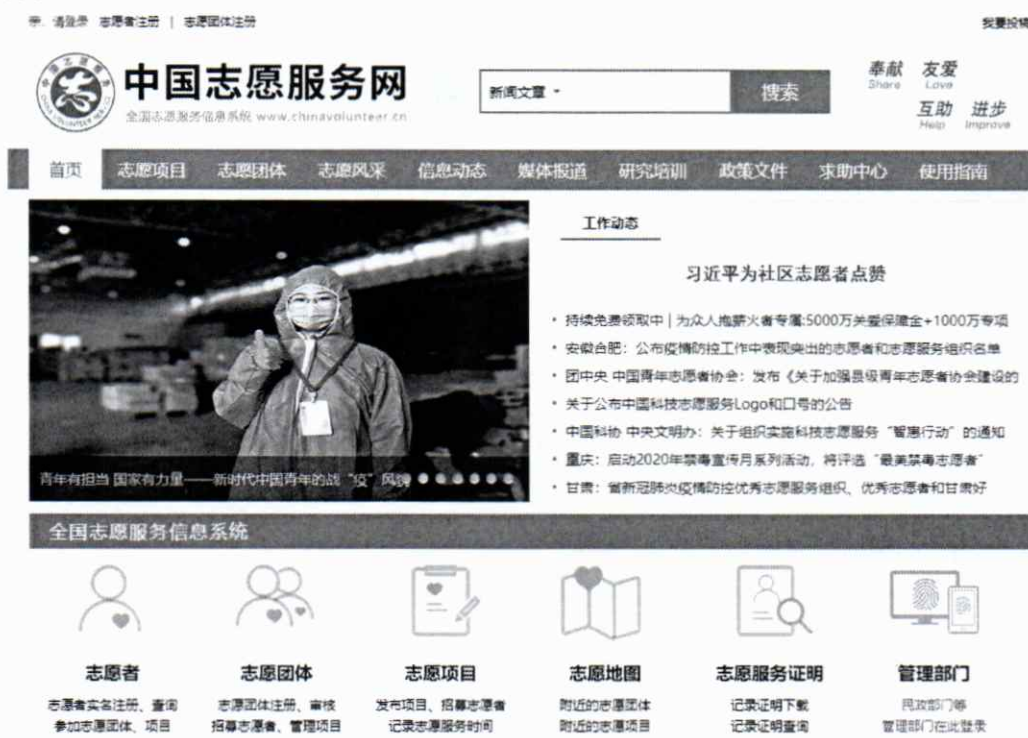 亲，请登录 志愿者注册 | 志愿团体注册
我要投稿
中国志愿服务网
全国志愿服务信息系统 www.chinavolunteer.cn
新闻文章
搜索
奉献 友爱
Share Love
互助 进步
Help Improve
首页 志愿项目 志愿团体 志愿风采 信息动态 媒体报道 研究培训 政策文件 求助中心 使用指南
青年有担当 国家有力量——新时代中国青年的战“疫”风貌
工作动态
习近平为社区志愿者点赞
持续免费领取中 | 为众人抱薪火者专属:5000万关爱保障金+1000万专项
安徽合肥：公布疫情防控工作中表现突出的志愿者和志愿服务组织名单
团中央 中国青年志愿者协会：发布《关于加强县级青年志愿者协会建设的
关于公布中国科技志愿服务Logo和口号的公告
中国科协 中央文明办：关于组织实施科技志愿服务“智惠行动”的通知
重庆：启动2020年禁毒宣传月系列活动，将评选“最美禁毒志愿者”
甘肃：省新冠肺炎疫情防控优秀志愿服务组织、优秀志愿者和甘肃好
全国志愿服务信息系统
志愿者 志愿团体 志愿项目 志愿地图 志愿服务证明 管理部门
志愿者实名注册、查询 志愿团体注册、审核 发布项目、招募志愿者 附近的志愿团体 记录证明下载 民政部门等
参加志愿团体、项目 招募志愿者、管理项目 记录志愿服务时间 附近的志愿项目 记录证明查询 管理部门在此登录